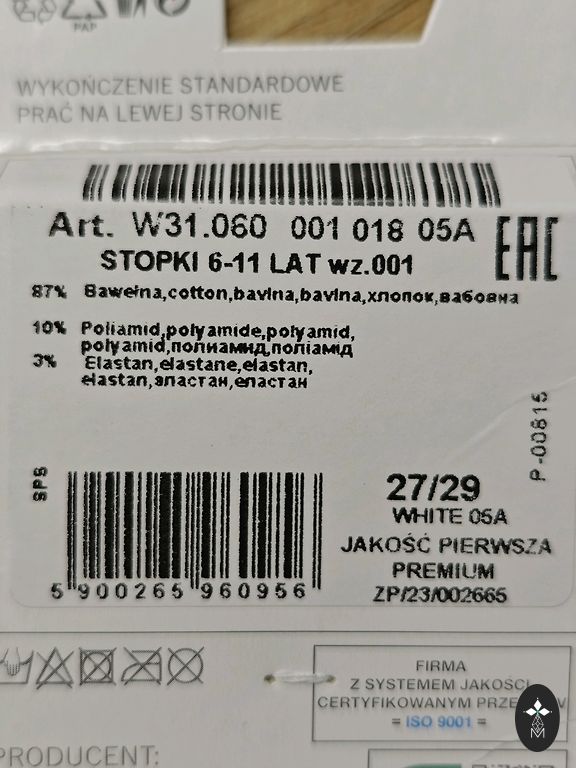 PAP
WYKOŃCZENIE STANDARDOWE
PRAĆ NA LEWEJ STRONIE
Art. W31.060 001 018 05A
EAC
STOPKI 6-11 LAT wz.001
87% Bawełna,cotton,bavlna,bavlna,хлопок,бавовна
10% Poliamid,polyamide,polyamid,
polyamid,полиамид,поліамід
3% Elastan,elastane,elastan,
elastan,эластан,еластан
P-00815
SPS
27/29
WHITE 05A
JAKOŚĆ PIERWSZA
PREMIUM
ZP/23/002665
5 900265 960956
FIRMA
Z SYSTEMEM JAKOŚCI
CERTYFIKOWANYM
= ISO 9001 =
M
PRODUCENT: